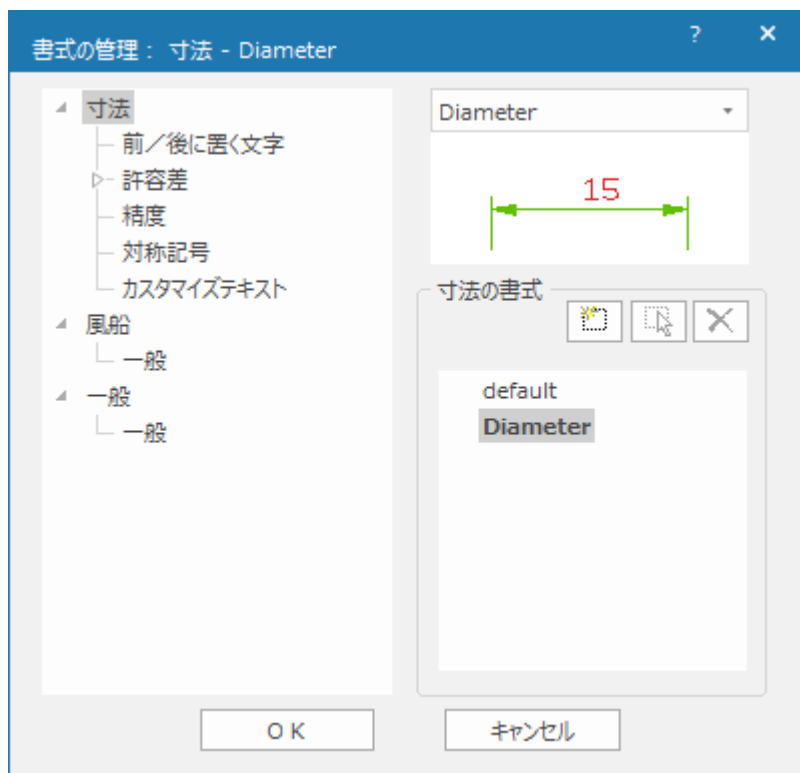 書式の管理： 寸法 - Diameter
?
×
寸法
前／後に置く文字
許容差
精度
対称記号
カスタマイズテキスト
風船
一般
一般
一般
Diameter
15
寸法の書式
default
Diameter
ＯＫ
キャンセル